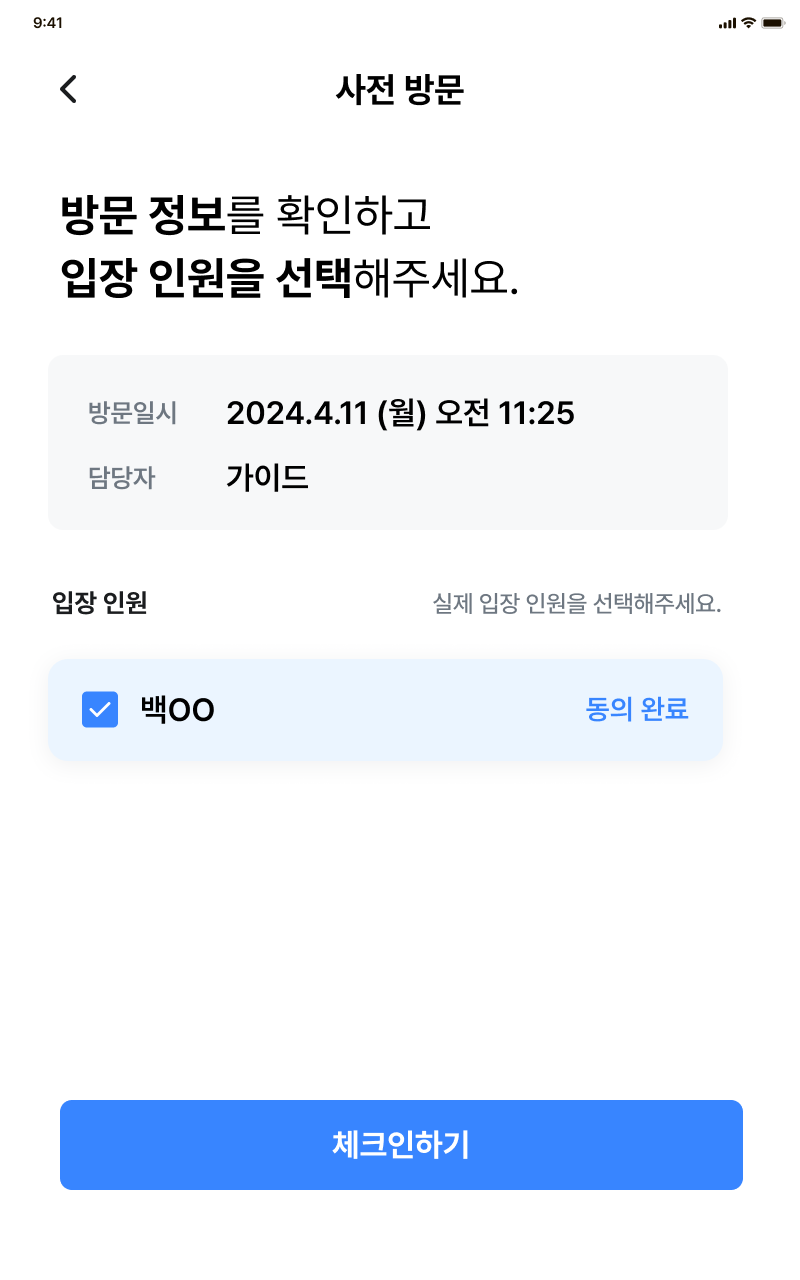 9:41
사전 방문
방문 정보를 확인하고
입장 인원을 선택해주세요.
방문일시 2024.4.11 (월) 오전 11:25
담당자 가이드
입장 인원 실제 입장 인원을 선택해주세요.
백OO 동의 완료
체크인하기